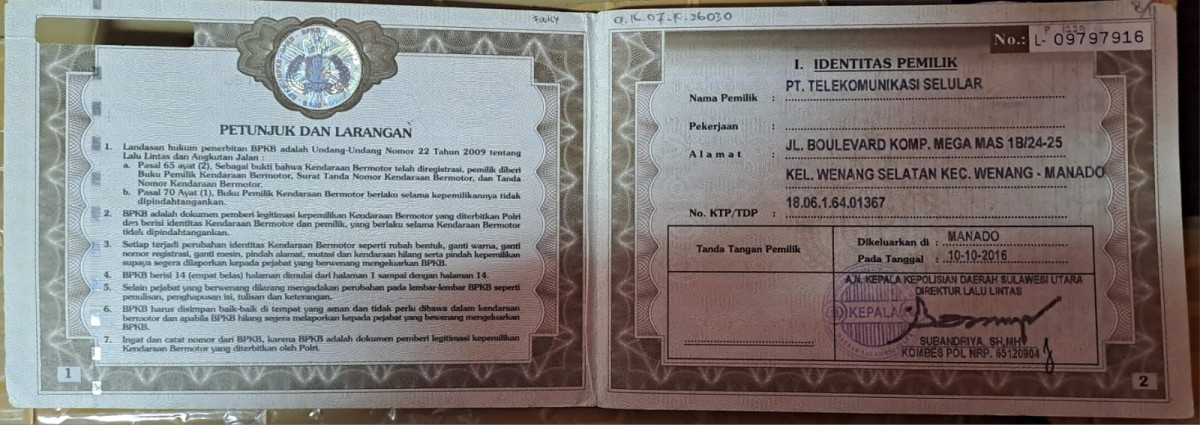 PETUNJUK DAN LARANGAN
1. Landasan hukum penerbitan BPKB adalah Undang-Undang Nomor 22 Tahun 2009 tentang
Lalu Lintas dan Angkutan Jalan :
a. Pasal 65 ayat (2), Sebagai bukti bahwa Kendaraan Bermotor telah diregistrasi, pemilik diberi
Buku Pemilik Kendaraan Bermotor, Surat Tanda Nomor Kendaraan Bermotor, dan Tanda
Nomor Kendaraan Bermotor.
b. Pasal 70 Ayat (1), Buku Pemilik Kendaraan Bermotor berlaku selama kepemilikannya tidak
dipindahtangankan.
2. BPKB adalah dokumen pemberi legitimasi kepemilikan Kendaraan Bermotor yang diterbitkan Polri
dan berisi identitas Kendaraan Bermotor dan pemilik, yang berlaku selama Kendaraan Bermotor
tidak dipindahtangankan.
3. Setiap terjadi perubahan identitas Kendaraan Bermotor seperti rubah bentuk, ganti warna, ganti
nomor registrasi, ganti mesin, pindah alamat, mutasi dan kendaraan hilang serta pindah kepemilikan
supaya segera dilaporkan kepada pejabat yang berwenang mengeluarkan BPKB.
4. BPKB berisi 14 (empat belas) halaman dimulai dari halaman 1 sampai dengan halaman 14.
5. Selain pejabat yang berwenang dilarang mengadakan perubahan pada lembar-lembar BPKB seperti
penulisan, penghapusan isi, tulisan dan keterangan.
6. BPKB harus disimpan baik-baik di tempat yang aman dan tidak perlu dibawa dalam kendaraan
bermotor dan apabila BPKB hilang segera melaporkan kepada pejabat yang berwenang mengeluarkan
BPKB.
7. Ingat dan catat nomor dari BPKB, karena BPKB adalah dokumen pemberi legitimasi kepemilikan
Kendaraan Bermotor yang diterbitkan oleh Polri.
1
No.: L- 09797916
I. IDENTITAS PEMILIK
Nama Pemilik : PT. TELEKOMUNIKASI SELULAR
Pekerjaan :
Alamat : JL. BOULEVARD KOMP. MEGA MAS 1B/24-25
KEL. WENANG SELATAN KEC. WENANG - MANADO
No. KTP/TDP : 18.06.1.64.01367
Tanda Tangan Pemilik
Dikeluarkan di : MANADO
Pada Tanggal : 10-10-2016
A.N. KEPALA KEPOLISIAN DAERAH SULAWESI UTARA
DIREKTUR LALU LINTAS
KEPALA
SUBANDRIYA, SH,MH
KOMBES POL NRP. 65120904
2